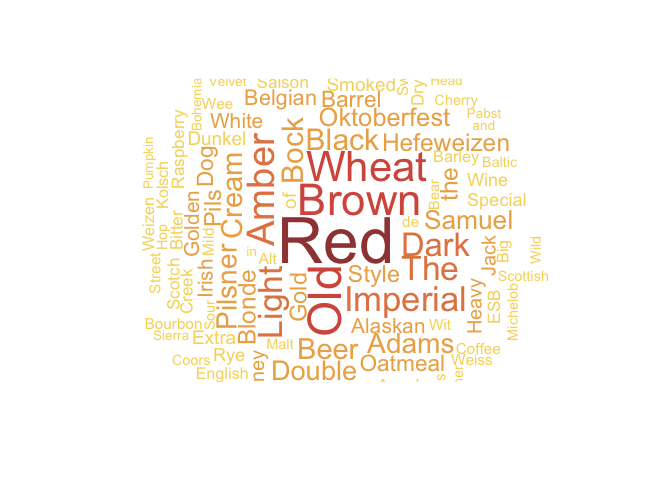 Velvet
Saison
Smoked
Sw
Head
Bohemia
Wee
Belgian
Barrel
Dry
Cherry
White
Oktoberfest
Pabst
and
Dunkel
Bock
Black
Hefeweizen
Raspberry
Dog
Amber
Wheat
Barley
Baltic
Pumpkin
Kolsch
Pils
Cream
of
Brown
Bear
the
Wine
Special
Weizen
Hop
Bitter
Golden
Mild
Red
de
Samuel
Street
Scotch
Creek
Irish
Pilsner
in
Alt
Dark
The
Jack
Big
Wild
Scottish
Sour
Blonde
Light
Gold
Old
Style
Imperial
Heavy
ESB
Michelob
Bourbon
Sierra
Extra
Alaskan
Wit
Coors
Rye
Malt
Beer
Adams
Coffee
English
ney
Double
Oatmeal
Weiss